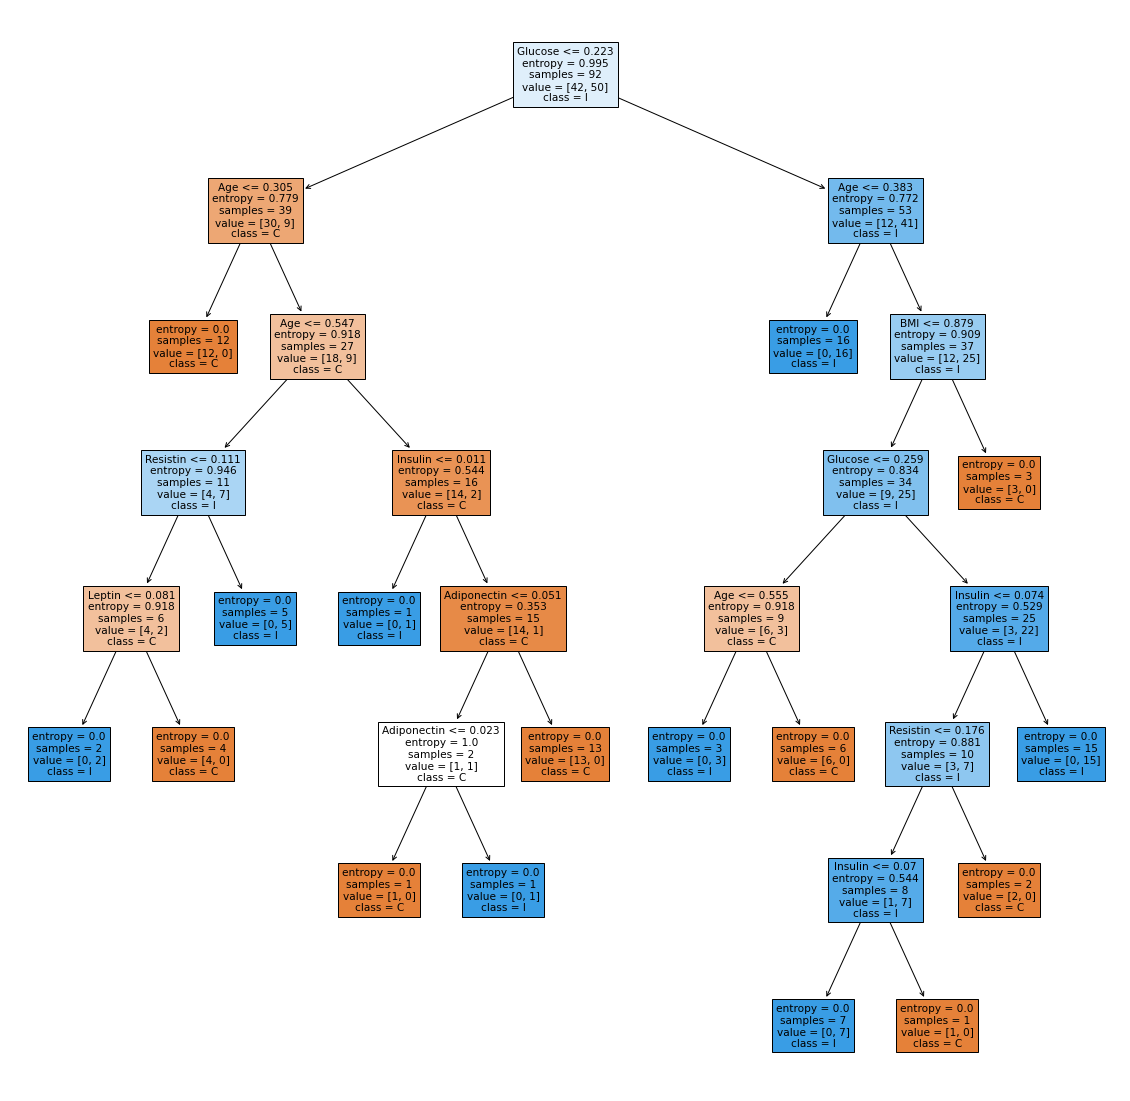 Glucose <= 0.223
entropy = 0.995
samples = 92
value = [42, 50]
class = I
Age <= 0.305
entropy = 0.779
samples = 39
value = [30, 9]
class = C
Age <= 0.383
entropy = 0.772
samples = 53
value = [12, 41]
class = I
entropy = 0.0
samples = 12
value = [12, 0]
class = C
Age <= 0.547
entropy = 0.918
samples = 27
value = [18, 9]
class = C
entropy = 0.0
samples = 16
value = [0, 16]
class = I
BMI <= 0.879
entropy = 0.909
samples = 37
value = [12, 25]
class = I
Resistin <= 0.111
entropy = 0.946
samples = 11
value = [4, 7]
class = I
Insulin <= 0.011
entropy = 0.544
samples = 16
value = [14, 2]
class = C
Glucose <= 0.259
entropy = 0.834
samples = 34
value = [9, 25]
class = I
entropy = 0.0
samples = 3
value = [3, 0]
class = C
Leptin <= 0.081
entropy = 0.918
samples = 6
value = [4, 2]
class = C
entropy = 0.0
samples = 5
value = [0, 5]
class = I
entropy = 0.0
samples = 1
value = [0, 1]
class = I
Adiponectin <= 0.051
entropy = 0.353
samples = 15
value = [14, 1]
class = C
Age <= 0.555
entropy = 0.918
samples = 9
value = [6, 3]
class = C
Insulin <= 0.074
entropy = 0.529
samples = 25
value = [3, 22]
class = I
entropy = 0.0
samples = 2
value = [0, 2]
class = I
entropy = 0.0
samples = 4
value = [4, 0]
class = C
Adiponectin <= 0.023
entropy = 1.0
samples = 2
value = [1, 1]
class = C
entropy = 0.0
samples = 13
value = [13, 0]
class = C
entropy = 0.0
samples = 3
value = [0, 3]
class = I
entropy = 0.0
samples = 6
value = [6, 0]
class = C
Resistin <= 0.176
entropy = 0.881
samples = 10
value = [3, 7]
class = I
entropy = 0.0
samples = 15
value = [0, 15]
class = I
entropy = 0.0
samples = 1
value = [1, 0]
class = C
entropy = 0.0
samples = 1
value = [0, 1]
class = I
Insulin <= 0.07
entropy = 0.544
samples = 8
value = [1, 7]
class = I
entropy = 0.0
samples = 2
value = [2, 0]
class = C
entropy = 0.0
samples = 7
value = [0, 7]
class = I
entropy = 0.0
samples = 1
value = [1, 0]
class = C